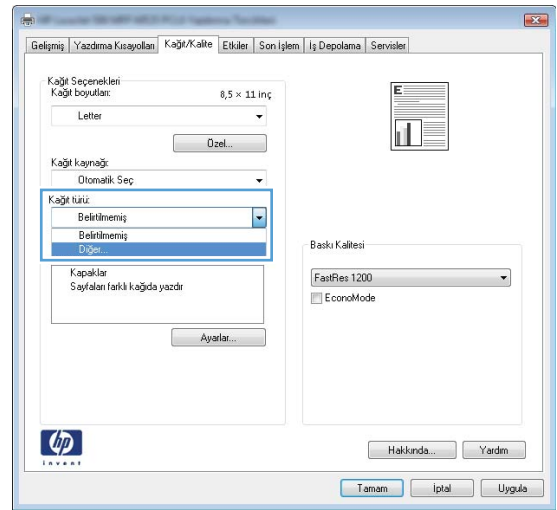 Gelişmiş Yazdırma Kısayolları Kağıt/Kalite Etkiler Son İşlem İş Depolama Servisler
Kağıt Seçenekleri
Kağıt boyutları: 8,5 × 11 inç
Letter
Özel...
Kağıt kaynağı:
Otomatik Seç
Kağıt türü:
Belirtilmemiş
Belirtilmemiş
Diğer...
Kapaklar
Sayfaları farklı kağıda yazdır
Ayarlar...
E
Baskı Kalitesi
FastRes 1200
EconoMode
hp
invent
Hakkında... Yardım
Tamam İptal Uygula